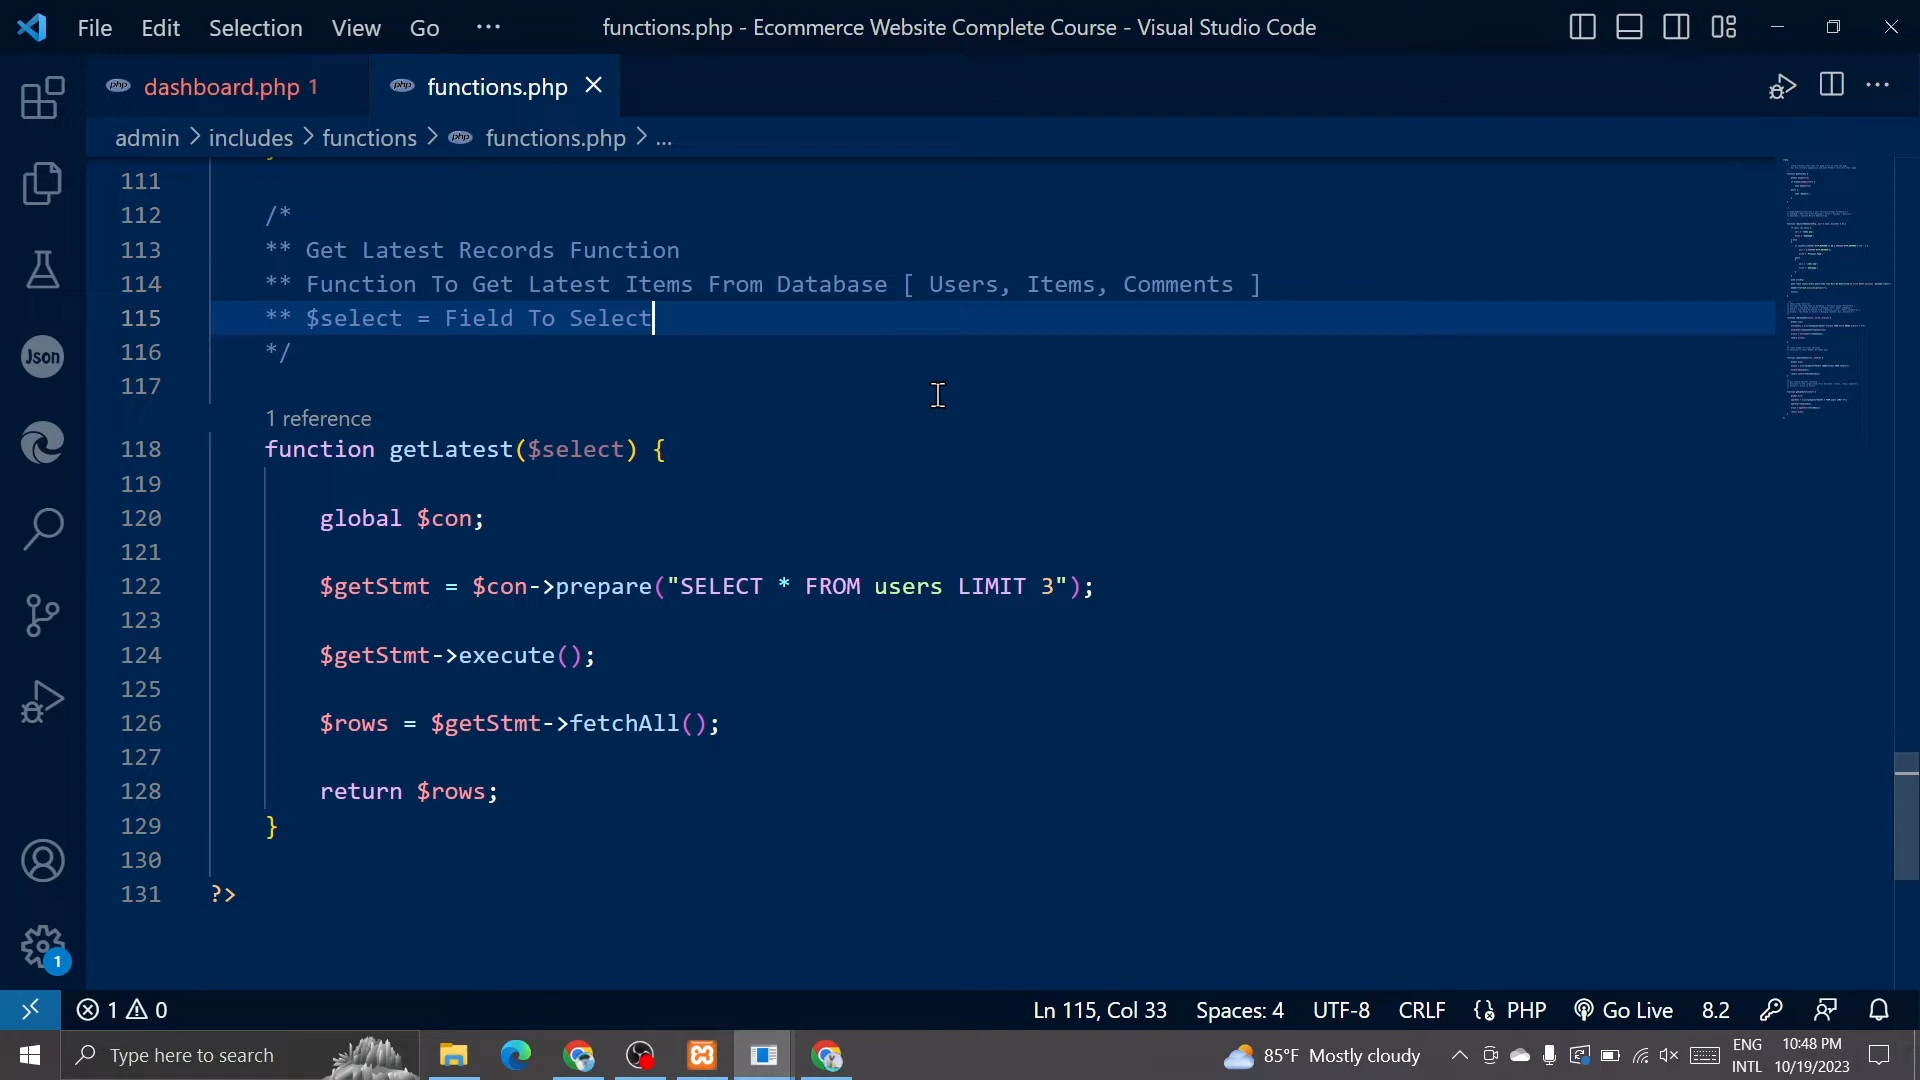 File Edit Selection View Go ··· functions.php - Ecommerce Website Complete Course - Visual Studio Code
php dashboard.php 1 php functions.php
admin > includes > functions > php functions.php > ...
111
112 /*
113 ** Get Latest Records Function
114 ** Function To Get Latest Items From Database [ Users, Items, Comments ]
115 ** $select = Field To Select
116 */
117
1 reference
118 function getLatest($select) {
119
120 global $con;
121
122 $getStmt = $con->prepare("SELECT * FROM users LIMIT 3");
123
124 $getStmt->execute();
125
126 $rows = $getStmt->fetchAll();
127
128 return $rows;
129 }
130
131 ?>
Json
1
1 0 Ln 115, Col 33 Spaces: 4 UTF-8 CRLF {} PHP Go Live 8.2
Type here to search 85°F Mostly cloudy ENG 10:48 PM
INTL 10/19/2023